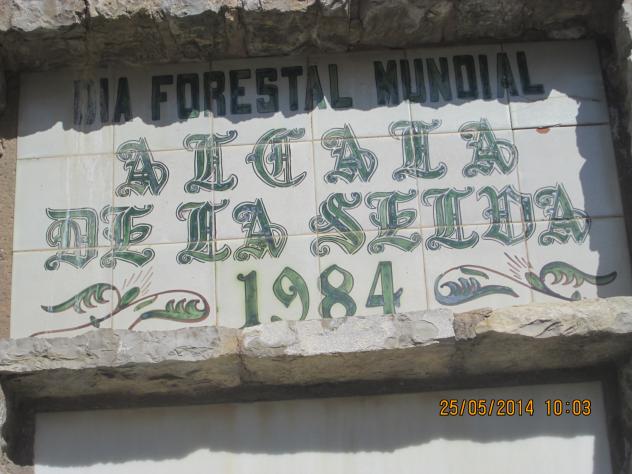 DIA FORESTAL MUNDIAL
ALCALA
DE LA SELVA
1984
25/05/2014 10:03